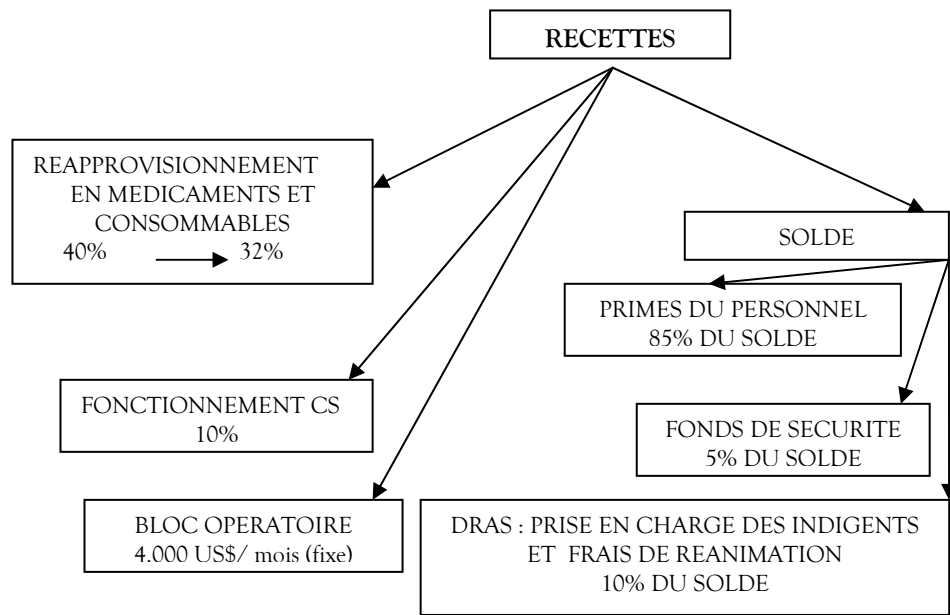 RECETTES
REAPPROVISIONNEMENT
EN MEDICAMENTS ET
CONSOMMABLES
40% 32%
SOLDE
PRIMES DU PERSONNEL
85% DU SOLDE
FONCTIONNEMENT CS
10%
FONDS DE SECURITE
5% DU SOLDE
BLOC OPERATOIRE
4.000 US$/ mois (fixe)
DRAS : PRISE EN CHARGE DES INDIGENTS
ET FRAIS DE REANIMATION
10% DU SOLDE